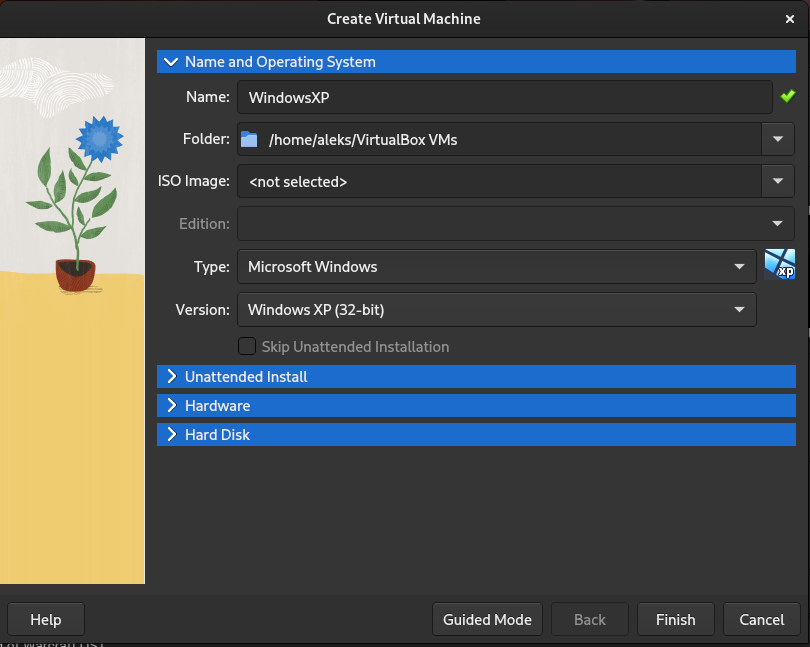 Create Virtual Machine
Name and Operating System
Name: WindowsXP
Folder: /home/aleks/VirtualBox VMs
ISO Image: <not selected>
Edition:
Type: Microsoft Windows
xp
Version: Windows XP (32-bit)
Skip Unattended Installation
Unattended Install
Hardware
Hard Disk
Help Guided Mode Back Finish Cancel